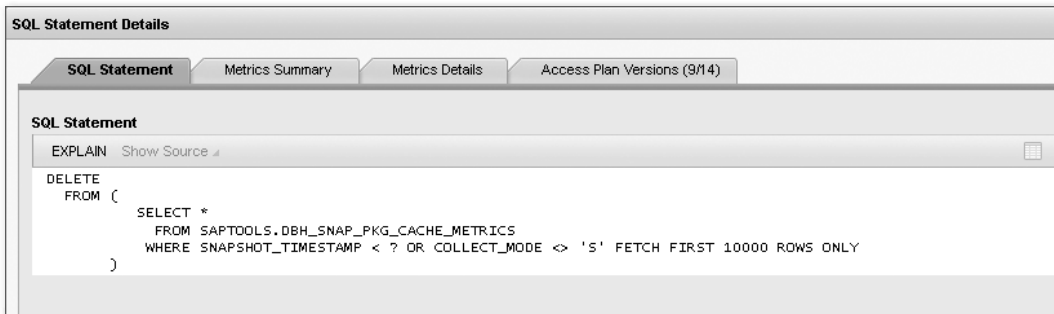 SQL Statement Details
SQL Statement Metrics Summary Metrics Details Access Plan Versions (9/14)
SQL Statement
EXPLAIN Show Source
DELETE
FROM (
SELECT *
FROM SAPTOOLS.DBH_SNAP_PKG_CACHE_METRICS
WHERE SNAPSHOT_TIMESTAMP < ? OR COLLECT_MODE <> 'S' FETCH FIRST 10000 ROWS ONLY
)